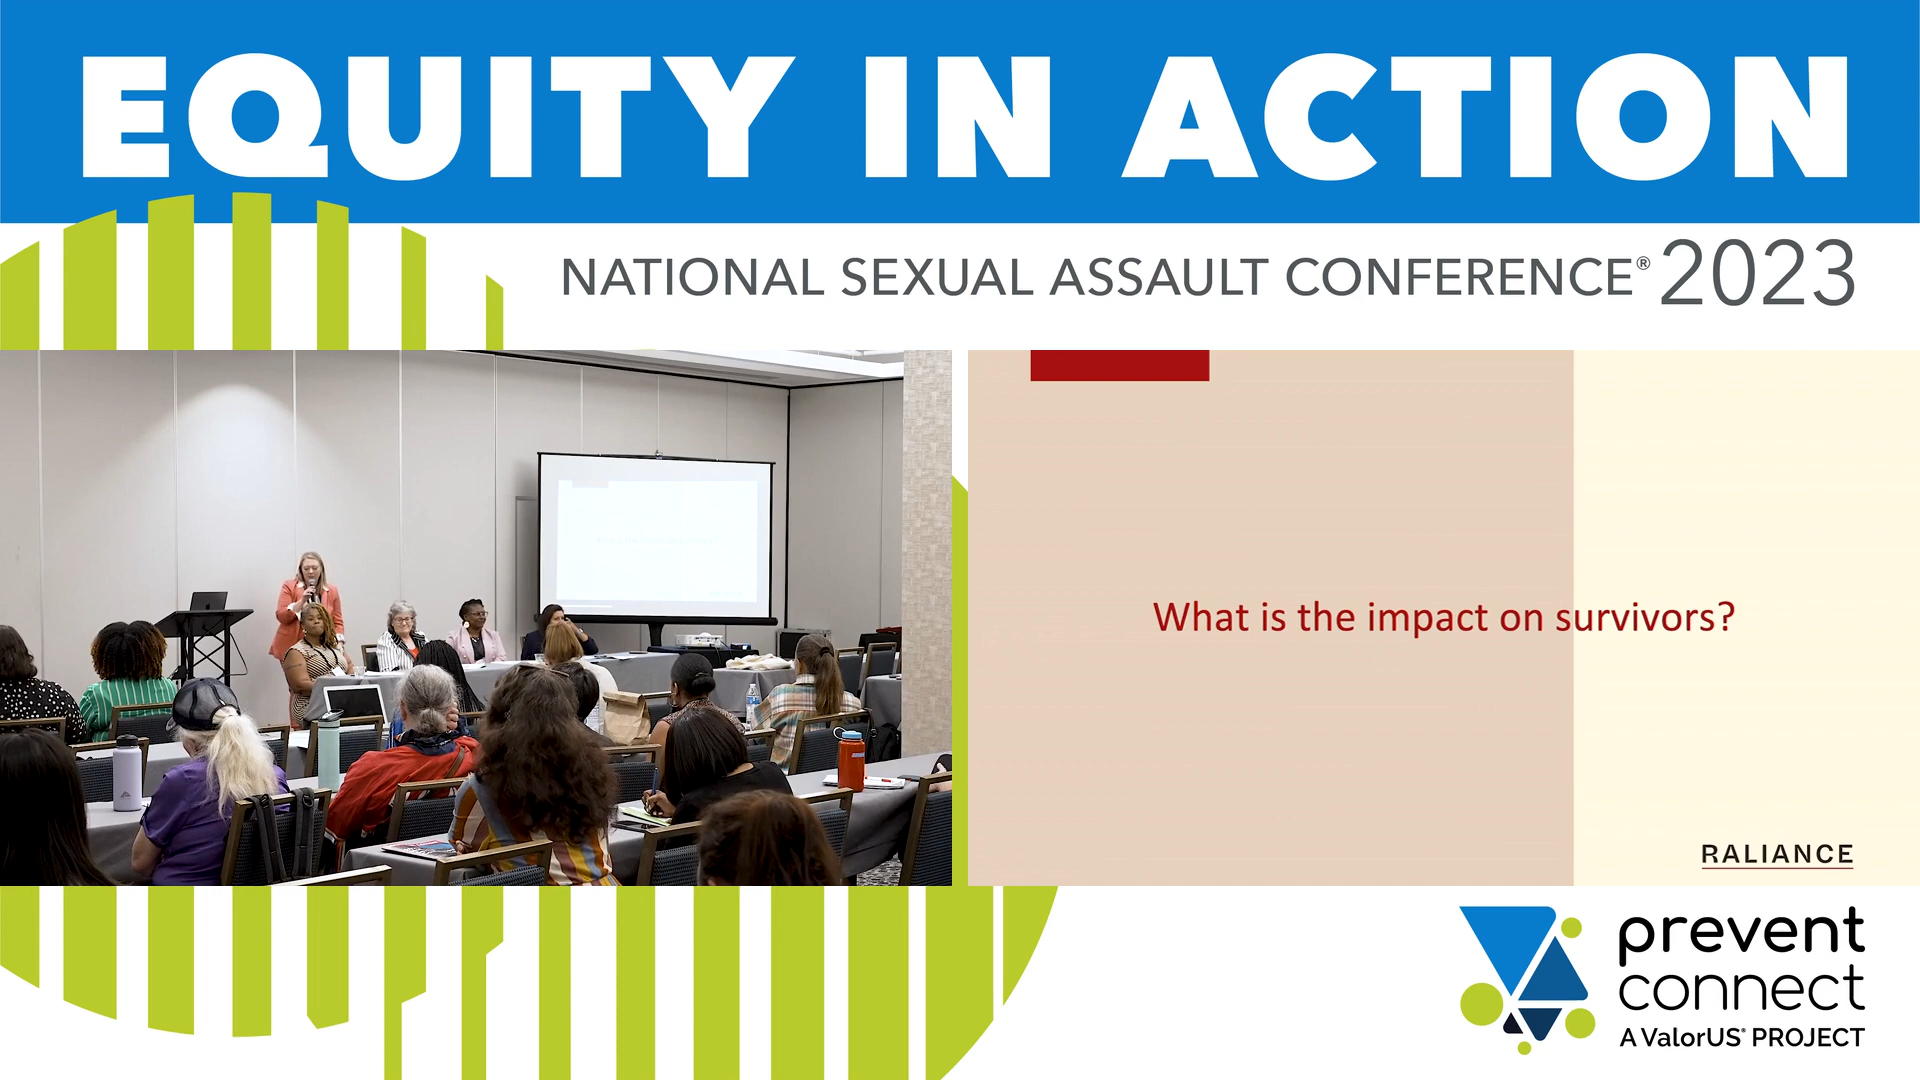 EQUITY IN ACTION
NATIONAL SEXUAL ASSAULT CONFERENCE® 2023
What is the impact on survivors?
RALIANCE
prevent
connect
A ValorUS® PROJECT